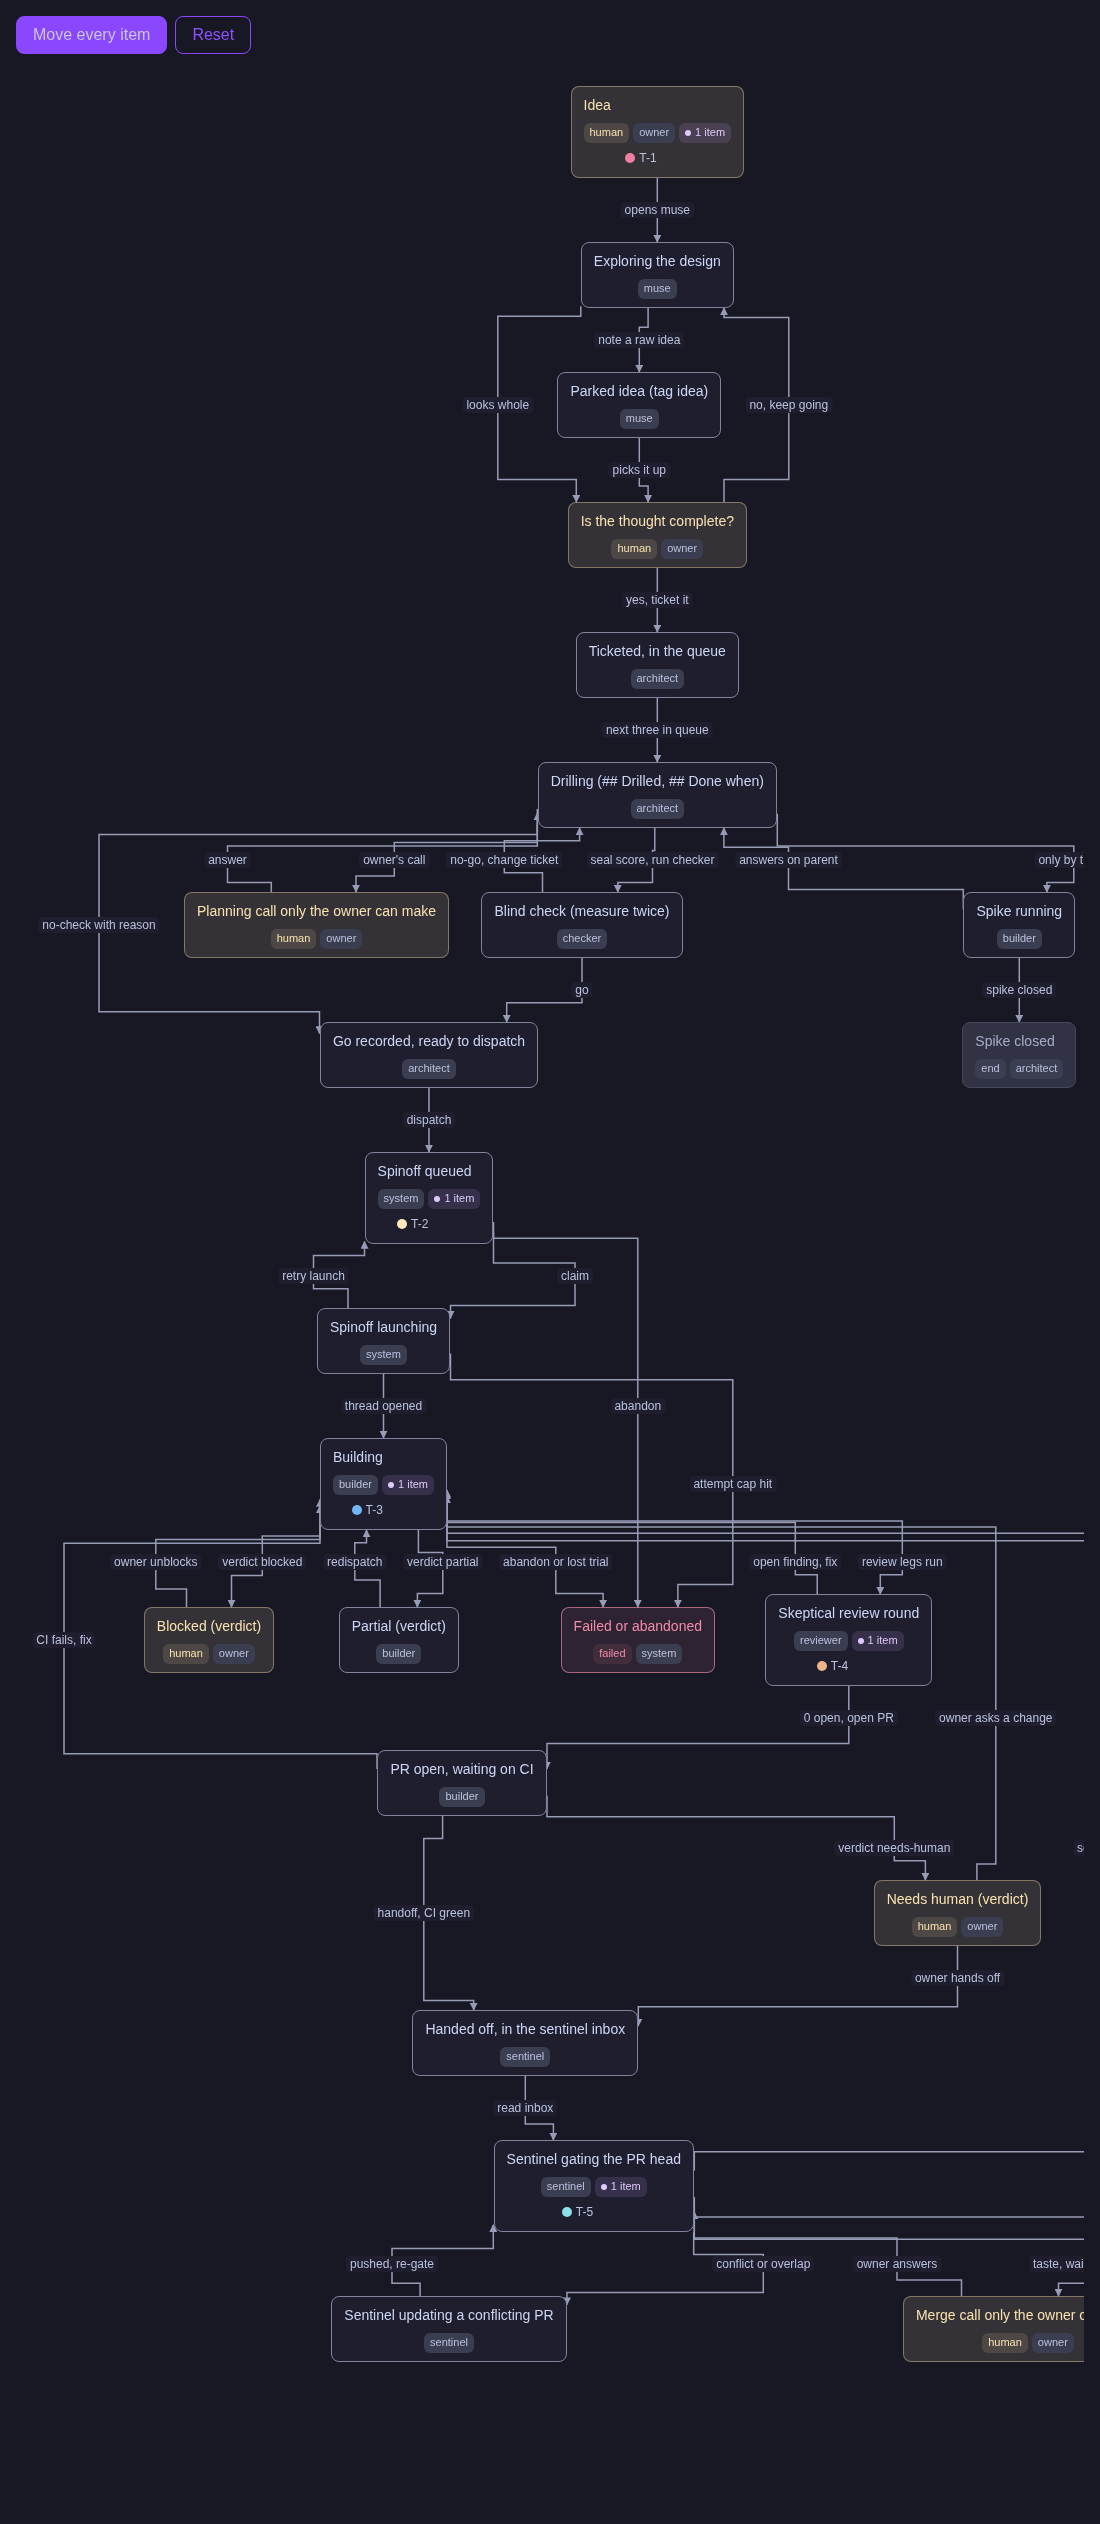 Move every item
Reset
Idea
human owner 1 item
T-1
opens muse
Exploring the design
muse
note a raw idea
Parked idea (tag idea)
muse
looks whole
no, keep going
picks it up
Is the thought complete?
human owner
yes, ticket it
Ticketed, in the queue
architect
next three in queue
Drilling (## Drilled, ## Done when)
architect
answer
owner's call
no-go, change ticket
seal score, run checker
answers on parent
only by t
Planning call only the owner can make
human owner
Blind check (measure twice)
checker
Spike running
builder
no-check with reason
go
spike closed
Go recorded, ready to dispatch
architect
Spike closed
end architect
dispatch
Spinoff queued
system 1 item
T-2
retry launch
claim
Spinoff launching
system
thread opened
abandon
Building
builder 1 item
T-3
attempt cap hit
owner unblocks
verdict blocked
redispatch
verdict partial
abandon or lost trial
open finding, fix
review legs run
CI fails, fix
Blocked (verdict)
human owner
Partial (verdict)
builder
Failed or abandoned
failed system
Skeptical review round
reviewer 1 item
T-4
0 open, open PR
owner asks a change
PR open, waiting on CI
builder
verdict needs-human
s
Needs human (verdict)
human owner
handoff, CI green
owner hands off
Handed off, in the sentinel inbox
sentinel
read inbox
Sentinel gating the PR head
sentinel 1 item
T-5
pushed, re-gate
conflict or overlap
owner answers
taste, wai
Sentinel updating a conflicting PR
sentinel
Merge call only the owner c
human owner